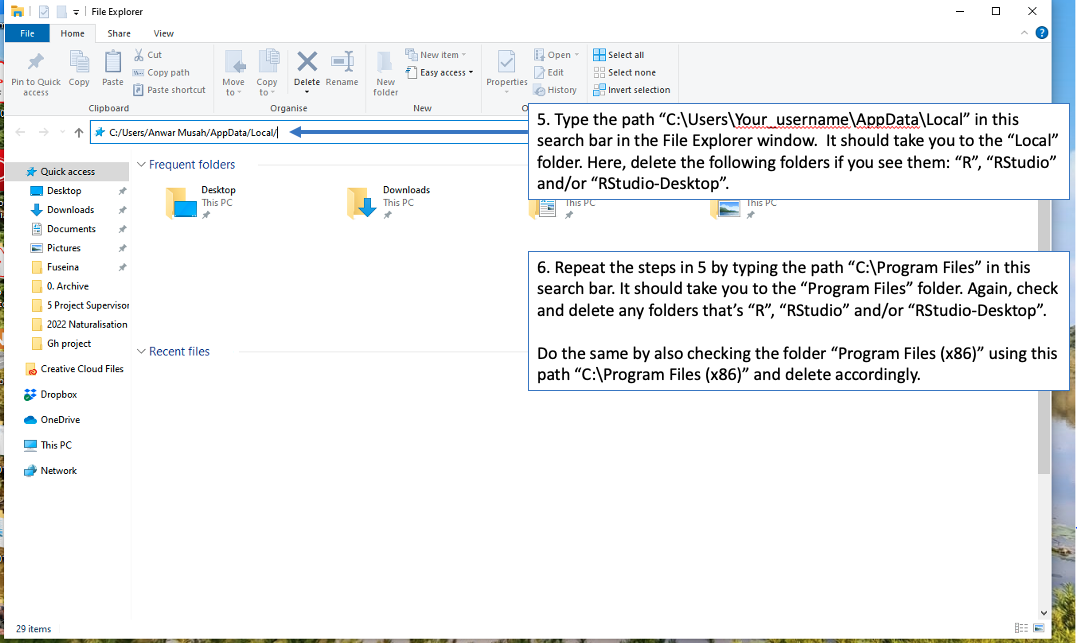 File Explorer
File
Home
Share
View
Pin to Quick access
Copy
Paste
Cut
Copy path
Paste shortcut
Clipboard
Move to
Copy to
Delete
Rename
Organise
New folder
New item
Easy access
New
Properties
Open
Edit
History
Select all
Select none
Invert selection
C:/Users/Anwar Musah/AppData/Local/
5. Type the path “C:\Users\Your_username\AppData\Local” in this
search bar in the File Explorer window.  It should take you to the “Local”
folder. Here, delete the following folders if you see them: “R”, “RStudio”
and/or “RStudio-Desktop”.
Quick access
Desktop
Downloads
Documents
Pictures
Fuseina
0. Archive
5 Project Supervisor
2022 Naturalisation
Gh project
Creative Cloud Files
Dropbox
OneDrive
This PC
Network
Frequent folders
Desktop
This PC
Downloads
This PC
This PC
This PC
6. Repeat the steps in 5 by typing the path “C:\Program Files” in this
search bar. It should take you to the “Program Files” folder. Again, check
and delete any folders that’s “R”, “RStudio” and/or “RStudio-Desktop”.
Do the same by also checking the folder “Program Files (x86)” using this
path “C:\Program Files (x86)” and delete accordingly.
Recent files
29 items